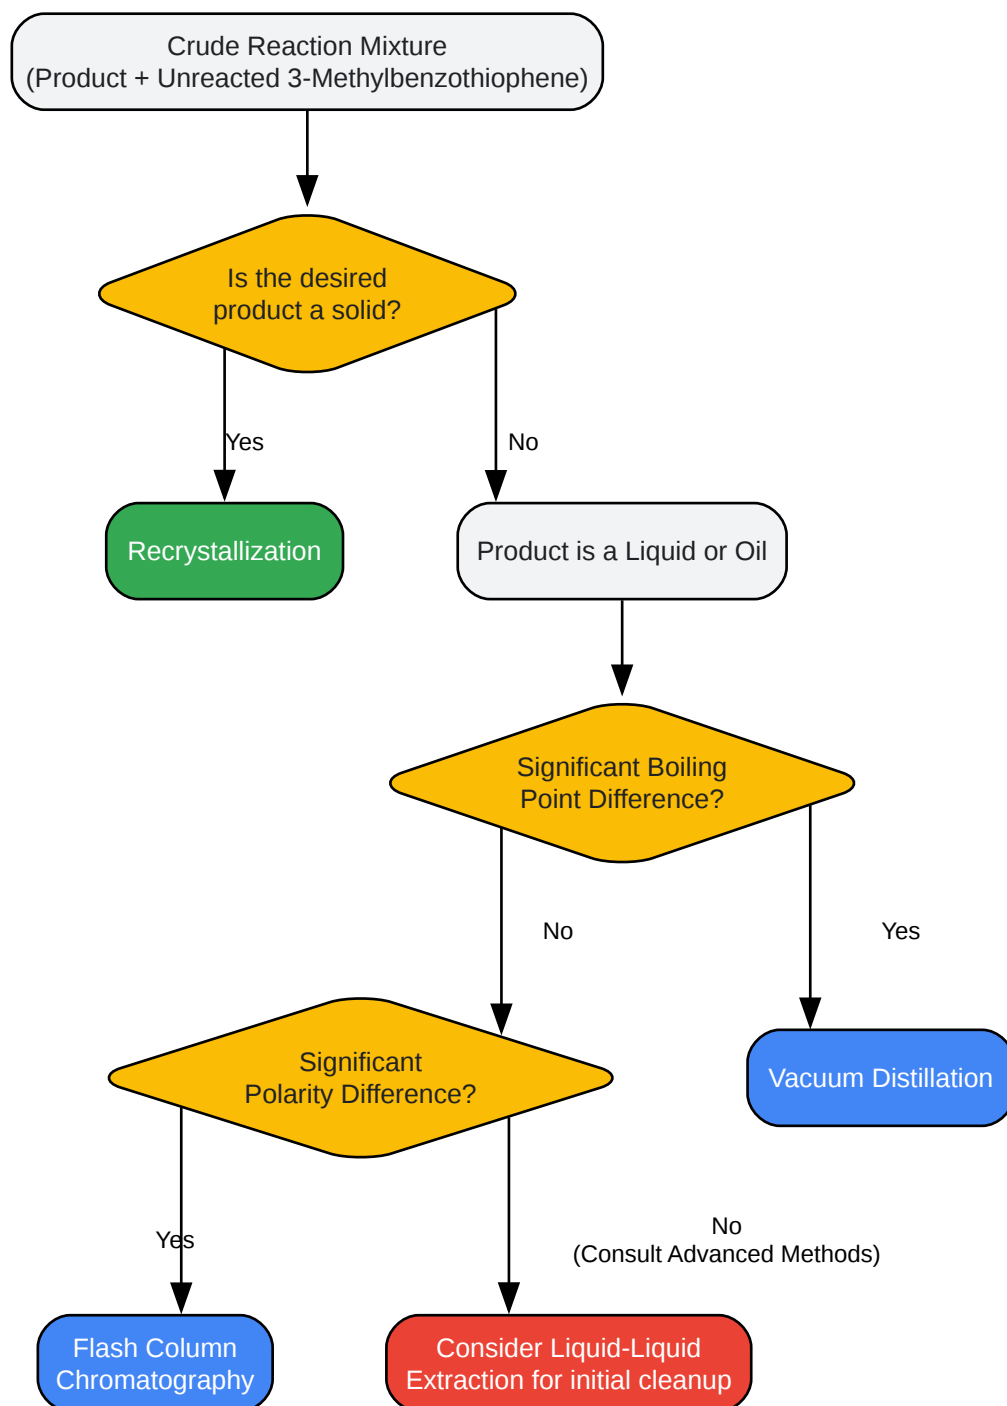 Crude Reaction Mixture
(Product + Unreacted 3-Methylbenzothiophene)
Is the desired
product a solid?
Yes
No
Recrystallization
Product is a Liquid or Oil
Significant Boiling
Point Difference?
No
Yes
Significant
Polarity Difference?
Vacuum Distillation
Yes
No
(Consult Advanced Methods)
Flash Column
Chromatography
Consider Liquid-Liquid
Extraction for initial cleanup